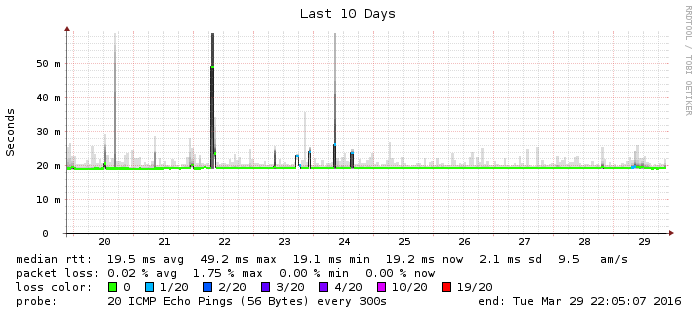 Last 10 Days
RRDTOOL / TOBI OETIKER
Seconds
50 m
40 m
30 m
20 m
10 m
0
20 21 22 23 24 25 26 27 28 29
median rtt: 19.5 ms avg 49.2 ms max 19.1 ms min 19.2 ms now 2.1 ms sd 9.5 am/s
packet loss: 0.02 % avg 1.75 % max 0.00 % min 0.00 % now
loss color: 0 1/20 2/20 3/20 4/20 10/20 19/20
probe: 20 ICMP Echo Pings (56 Bytes) every 300s end: Tue Mar 29 22:05:07 2016